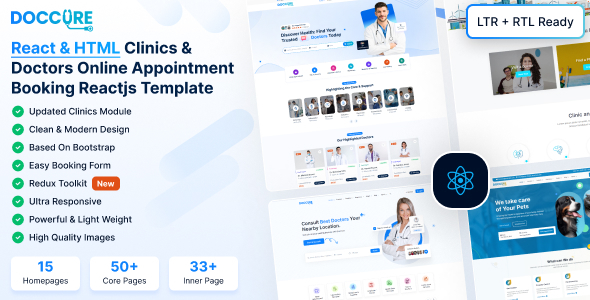 DOCCURE
LTR + RTL Ready
React & HTML Clinics &
Doctors Online Appointment
Booking Reactjs Template
Updated Clinics Module
Clean & Modern Design
Based On Bootstrap
Easy Booking Form
Redux Toolkit New
Ultra Responsive
Powerful & Light Weight
High Quality Images
15
Homepages
50+
Core Pages
33+
Inner Page
Discover Health: Find Your
Trusted Doctors Today
Highlighting the Care & Support
Our Highlighted Doctors
DOCCURE
Consult Best Doctors Your
Nearby Location.
Clinic an
We take care
of Your Pets
What can We do